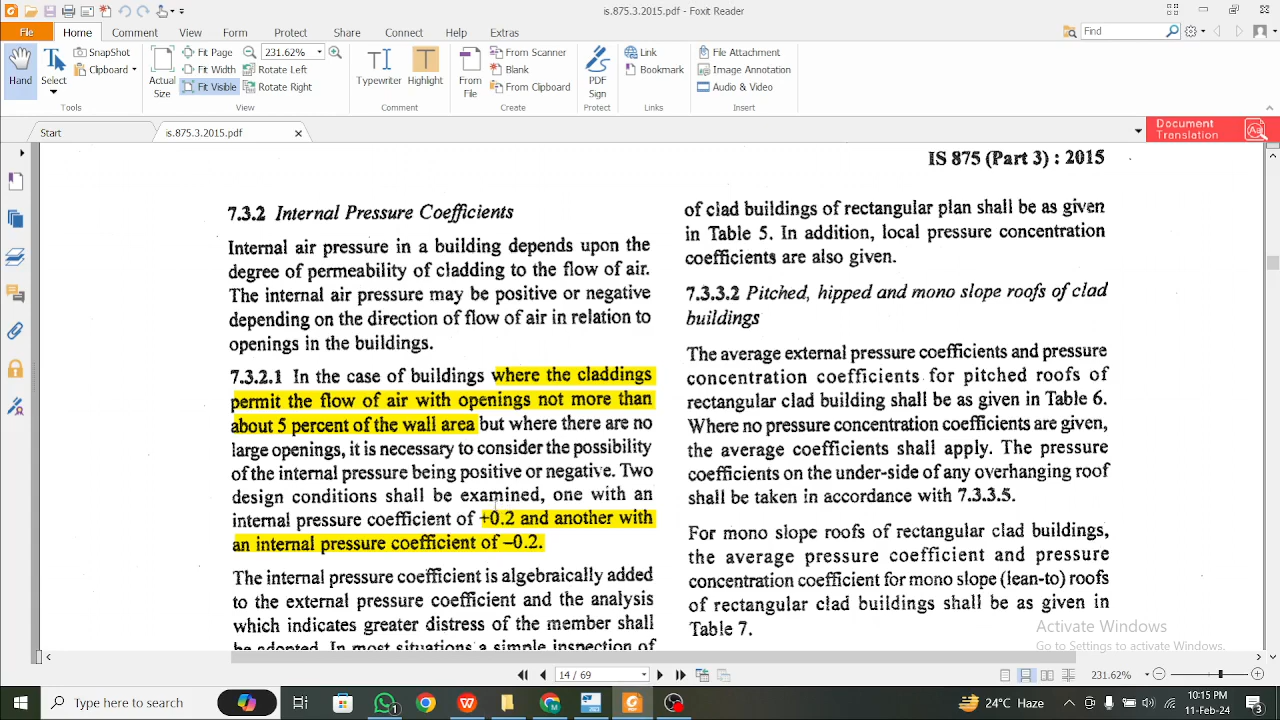 is.875.3.2015.pdf - Foxit Reader
File
Home
Comment
View
Form
Protect
Share
Connect
Help
Extras
Find
Hand
Select
SnapShot
Clipboard
Actual
Size
Fit Page
Fit Width
Fit Visible
231.62%
Rotate Left
Rotate Right
Typewriter
Highlight
From
File
From Scanner
Blank
From Clipboard
PDF
Sign
Link
Bookmark
File Attachment
Image Annotation
Audio & Video
Tools
View
Comment
Create
Protect
Links
Insert
Start
is.875.3.2015.pdf
Document
Translation
IS 875 (Part 3) : 2015
7.3.2 Internal Pressure Coefficients
Internal air pressure in a building depends upon the
degree of permeability of cladding to the flow of air.
The internal air pressure may be positive or negative
depending on the direction of flow of air in relation to
openings in the buildings.
7.3.2.1 In the case of buildings where the claddings
permit the flow of air with openings not more than
about 5 percent of the wall area but where there are no
large openings, it is necessary to consider the possibility
of the internal pressure being positive or negative. Two
design conditions shall be examined, one with an
internal pressure coefficient of +0.2 and another with
an internal pressure coefficient of –0.2.
The internal pressure coefficient is algebraically added
to the external pressure coefficient and the analysis
which indicates greater distress of the member shall
be adopted. In most situations a simple inspection of
of clad buildings of rectangular plan shall be as given
in Table 5. In addition, local pressure concentration
coefficients are also given.
7.3.3.2 Pitched, hipped and mono slope roofs of clad
buildings
The average external pressure coefficients and pressure
concentration coefficients for pitched roofs of
rectangular clad building shall be as given in Table 6.
Where no pressure concentration coefficients are given,
the average coefficients shall apply. The pressure
coefficients on the under-side of any overhanging roof
shall be taken in accordance with 7.3.3.5.
For mono slope roofs of rectangular clad buildings,
the average pressure coefficient and pressure
concentration coefficient for mono slope (lean-to) roofs
of rectangular clad buildings shall be as given in
Table 7.
Activate Windows
Go to Settings to activate Windows.
14 / 69
231.62%
Type here to search
1
24°C Haze
10:15 PM
11-Feb-24
3